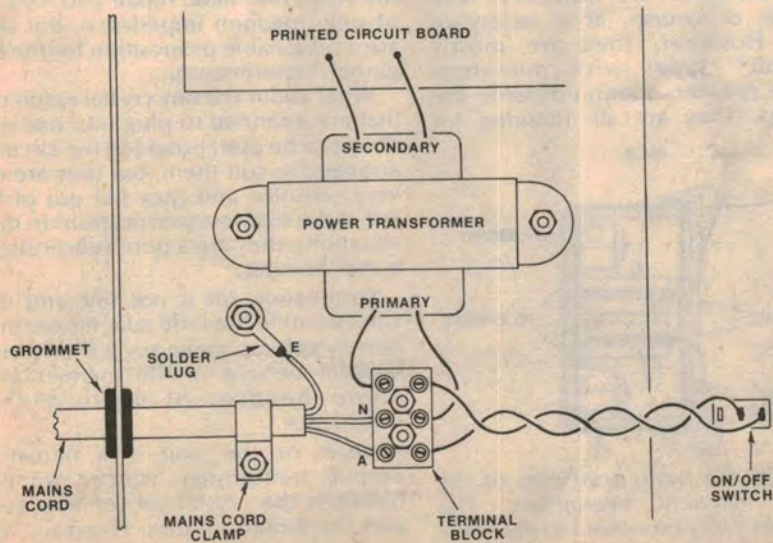 PRINTED CIRCUIT BOARD
SECONDARY
POWER TRANSFORMER
PRIMARY
GROMMET
SOLDER
LUG
E
N
A
MAINS
CORD
MAINS CORD
CLAMP
TERMINAL
BLOCK
ON/OFF
SWITCH